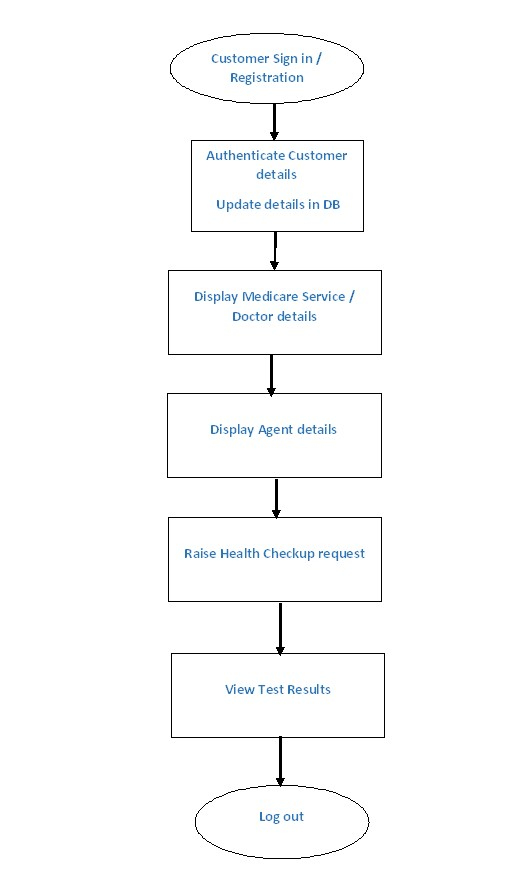 Customer Sign in /
Registration
Authenticate Customer
details
Update details in DB
Display Medicare Service /
Doctor details
Display Agent details
Raise Health Checkup request
View Test Results
Log out